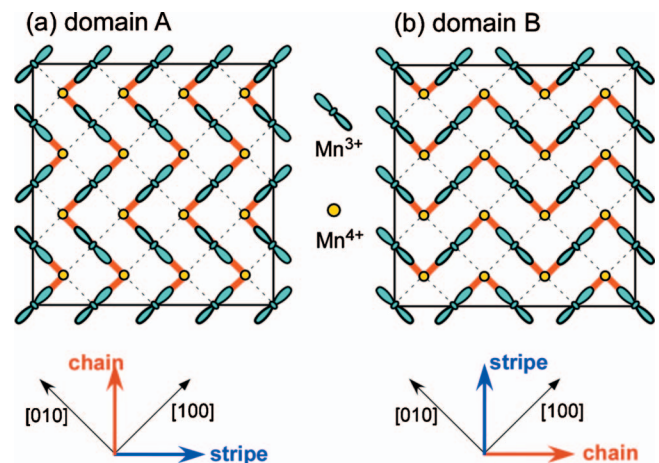 (a) domain A
(b) domain B
Mn3+
Mn4+
chain
[010]
[100]
stripe
stripe
[010]
[100]
chain